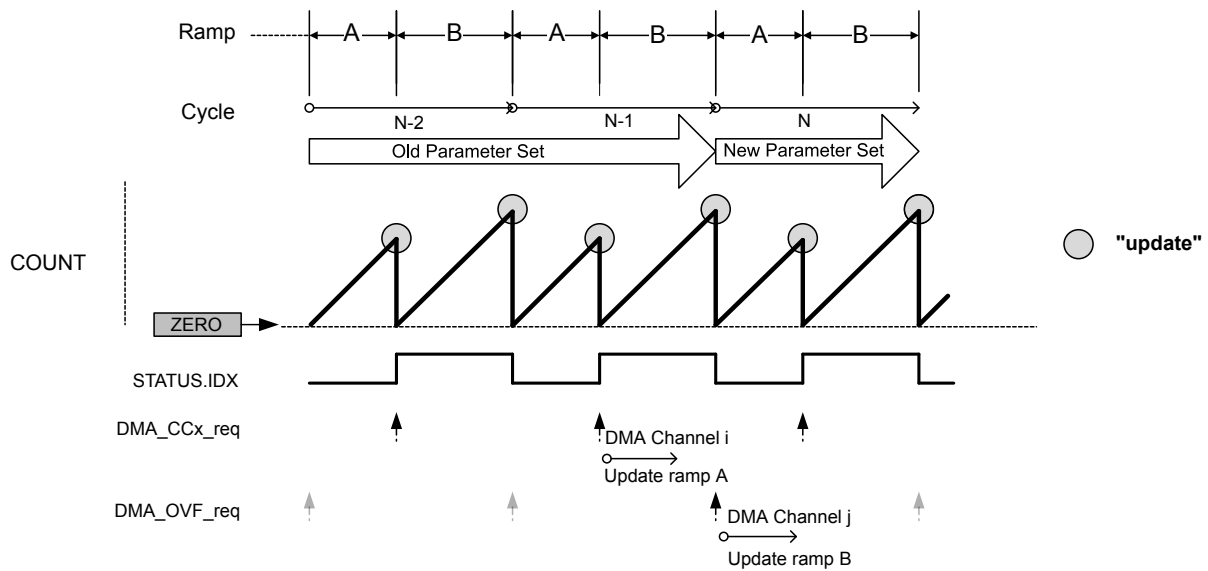 Ramp A B A B A B
Cycle
N-2 N-1 N
Old Parameter Set New Parameter Set
"update"
COUNT
ZERO
STATUS.IDX
DMA_CCx_req
DMA Channel i
Update ramp A
DMA_OVF_req
DMA Channel j
Update ramp B